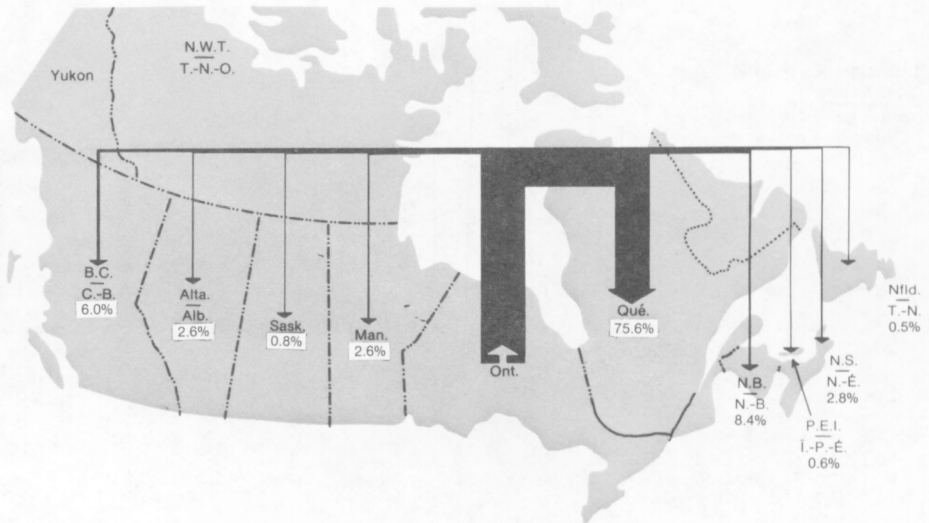 N.W.T.
T.-N.-O.
Yukon
B.C.
C.-B.
6.0%
Alta.
Alb.
2.6%
Sask.
0.8%
Man.
2.6%
Ont.
Qué.
75.6%
N.B.
N.-B.
8.4%
P.E.I.
Î.-P.-É.
0.6%
N.S.
N.-É.
2.8%
Nfld.
T.-N.
0.5%